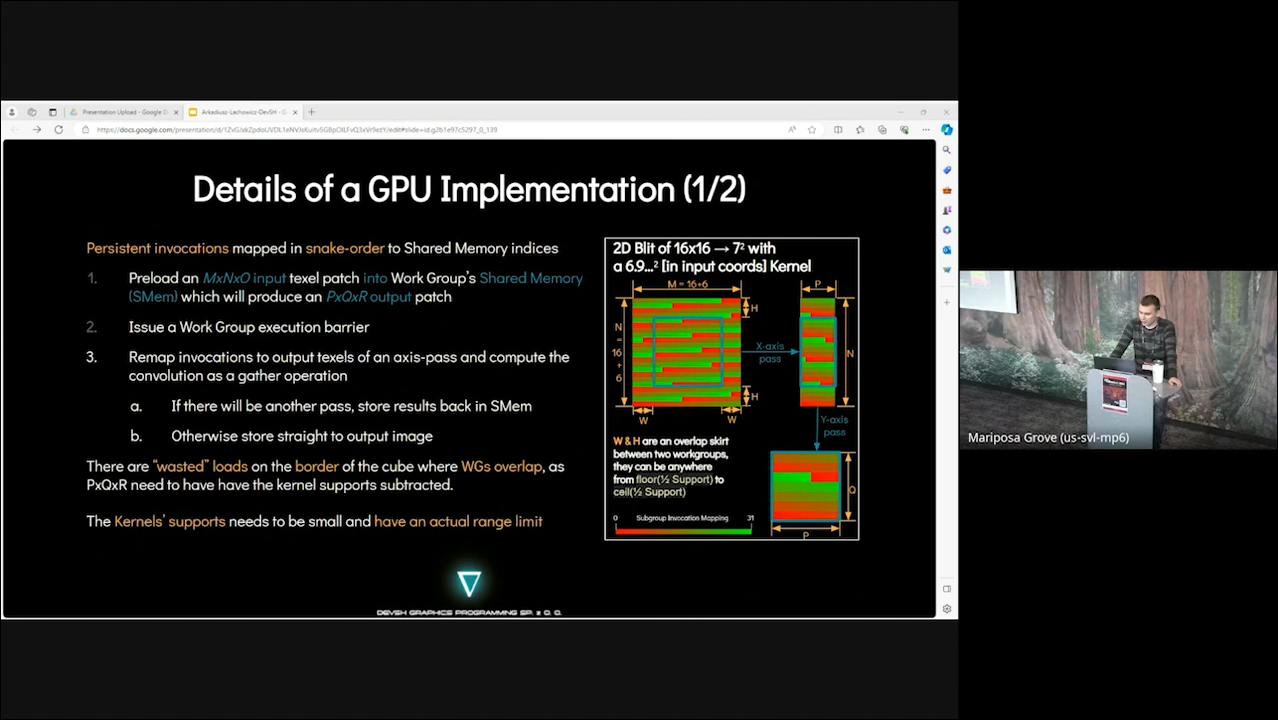 Presentation Upload - Google D
Arkadiusz-Lachowicz-DevSH - G
Details of a GPU Implementation (1/2)
Persistent invocations mapped in snake-order to Shared Memory indices
1. Preload an MxNxO input texel patch into Work Group's Shared Memory
(SMem) which will produce an PxQxR output patch
2. Issue a Work Group execution barrier
3. Remap invocations to output texels of an axis-pass and compute the
convolution as a gather operation
a. If there will be another pass, store results back in SMem
b. Otherwise store straight to output image
There are "wasted" loads on the border of the cube where WGs overlap, as
PxQxR need to have have the kernel supports subtracted.
The Kernels' supports needs to be small and have an actual range limit
2D Blit of 16x16 → 7² with
a 6.9...² [in input coords] Kernel
M = 16+6
P
H
N
=
16
+
6
X-axis
pass
N
H
W
W
Y-axis
pass
W & H are an overlap skirt
between two workgroups,
they can be anywhere
from floor(½ Support) to
ceil(½ Support)
Q
0 Subgroup Invocation Mapping 31
P
DEVSH GRAPHICS PROGRAMMING SP. Z O. O.
Mariposa Grove (us-svl-mp6)